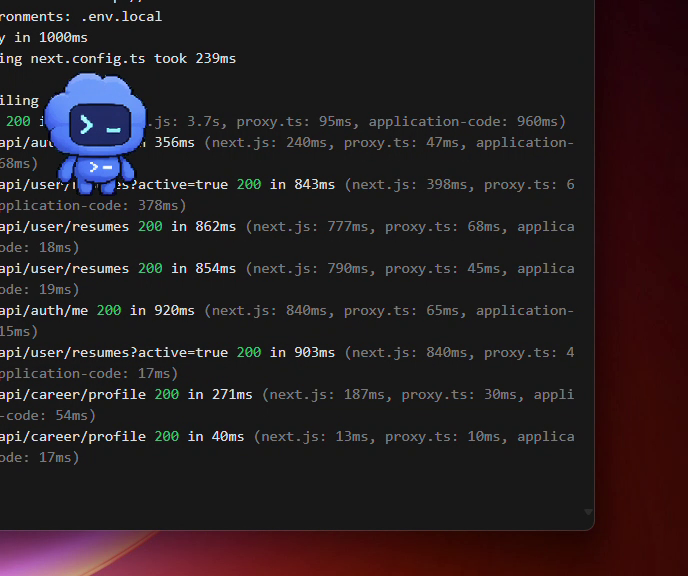 ronments: .env.local
y in 1000ms
ing next.config.ts took 239ms
iling
200 i .js: 3.7s, proxy.ts: 95ms, application-code: 960ms)
api/au 356ms (next.js: 240ms, proxy.ts: 47ms, application-
68ms)
api/user/ ?active=true 200 in 843ms (next.js: 398ms, proxy.ts: 6
pplication-code: 378ms)
api/user/resumes 200 in 862ms (next.js: 777ms, proxy.ts: 68ms, applica
ode: 18ms)
api/user/resumes 200 in 854ms (next.js: 790ms, proxy.ts: 45ms, applica
ode: 19ms)
api/auth/me 200 in 920ms (next.js: 840ms, proxy.ts: 65ms, application-
15ms)
api/user/resumes?active=true 200 in 903ms (next.js: 840ms, proxy.ts: 4
pplication-code: 17ms)
api/career/profile 200 in 271ms (next.js: 187ms, proxy.ts: 30ms, appli
-code: 54ms)
api/career/profile 200 in 40ms (next.js: 13ms, proxy.ts: 10ms, applica
ode: 17ms)